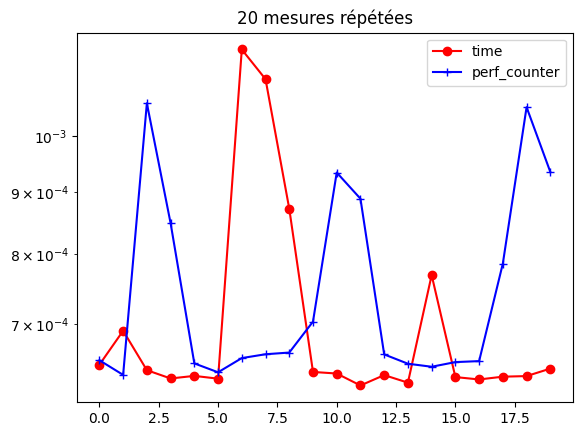 20 mesures répétées
time
perf_counter
10⁻³
9 × 10⁻⁴
8 × 10⁻⁴
7 × 10⁻⁴
0.0 2.5 5.0 7.5 10.0 12.5 15.0 17.5